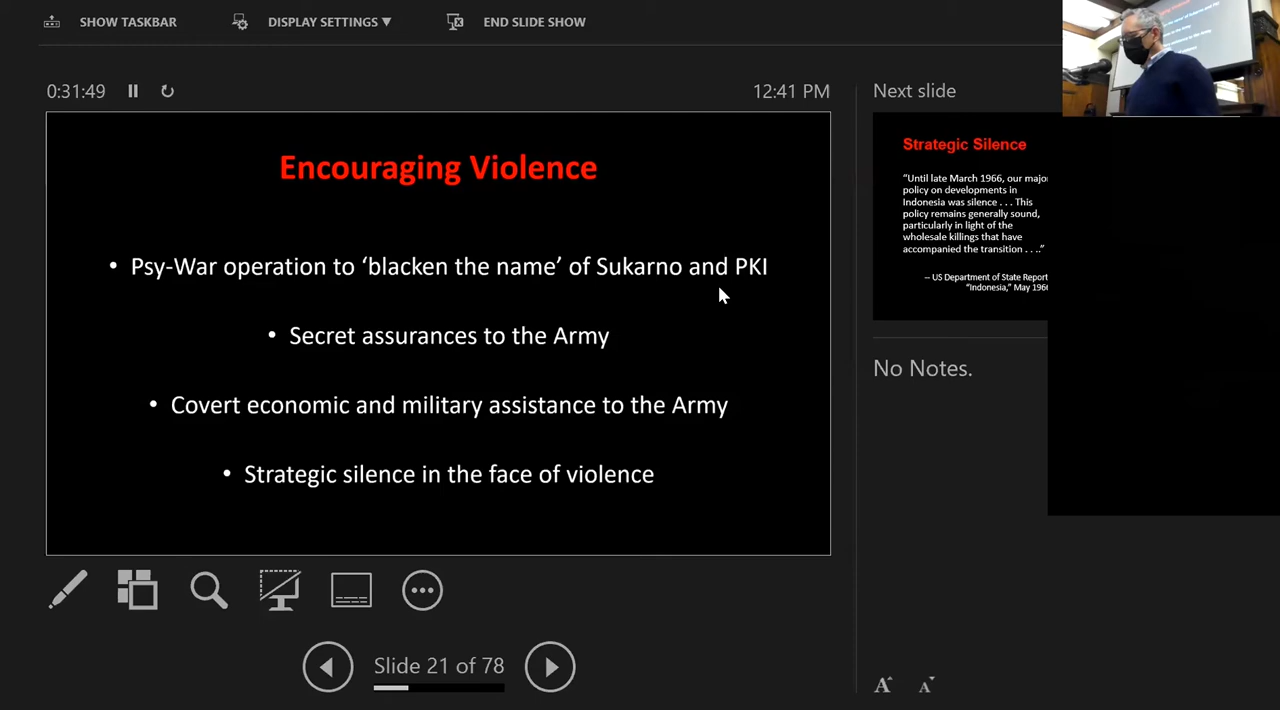 SHOW TASKBAR
DISPLAY SETTINGS ▼
END SLIDE SHOW
0:31:49
12:41 PM
Encouraging Violence
• Psy-War operation to ‘blacken the name’ of Sukarno and PKI
• Secret assurances to the Army
• Covert economic and military assistance to the Army
• Strategic silence in the face of violence
Slide 21 of 78
Next slide
Strategic Silence
“Until late March 1966, our major
policy on developments in
Indonesia was silence . . . This
policy remains generally sound,
particularly in light of the
wholesale killings that have
accompanied the transition . . ..”
-- US Department of State Report
“Indonesia,” May 1966
No Notes.
A A